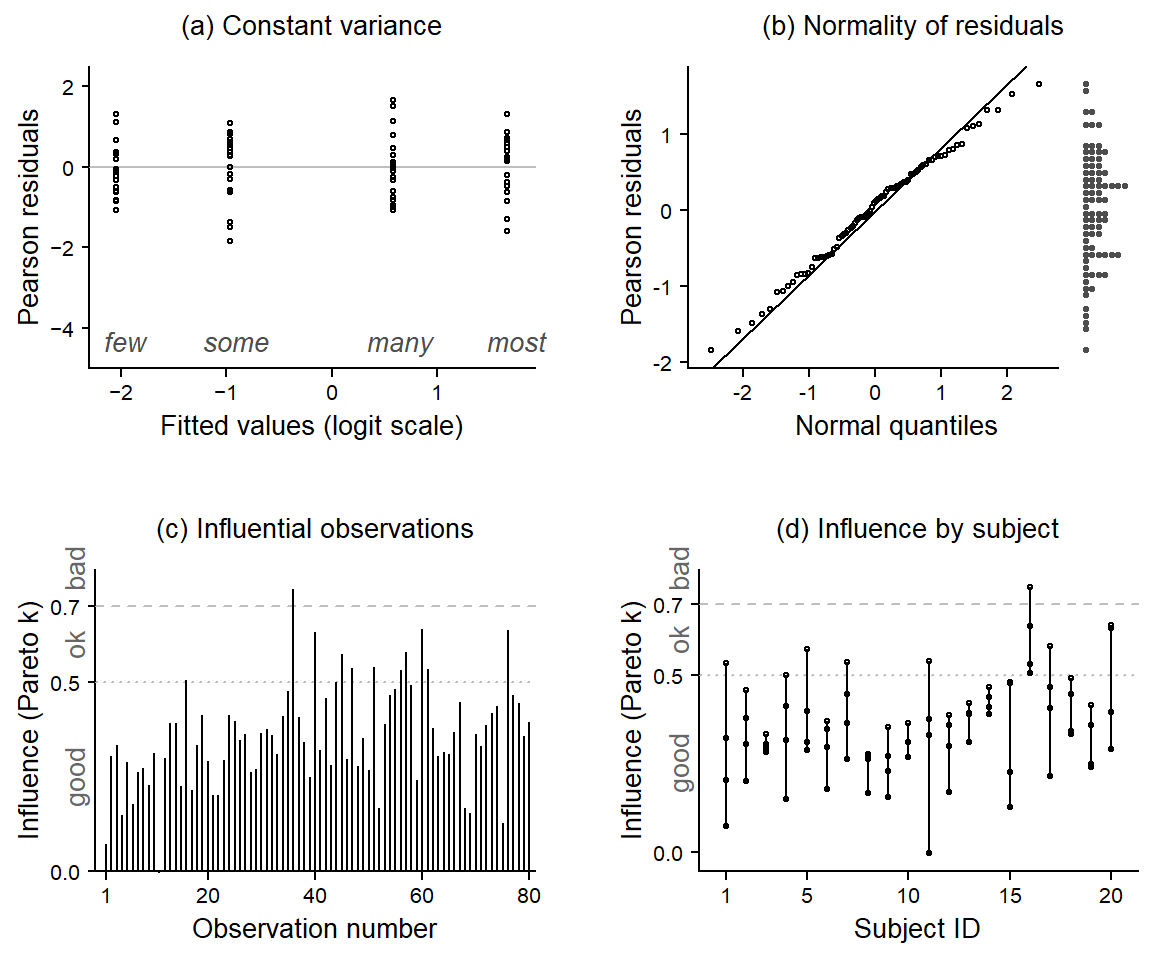 (a) Constant variance
Pearson residuals
2
0
−2
−4
few some many most
−2 −1 0 1
Fitted values (logit scale)
(b) Normality of residuals
Pearson residuals
1
0
-1
-2
-2 -1 0 1 2
Normal quantiles
(c) Influential observations
Influence (Pareto k)
good ok bad
0.7
0.5
0.0
1 20 40 60 80
Observation number
(d) Influence by subject
Influence (Pareto k)
good ok bad
0.7
0.5
0.0
1 5 10 15 20
Subject ID